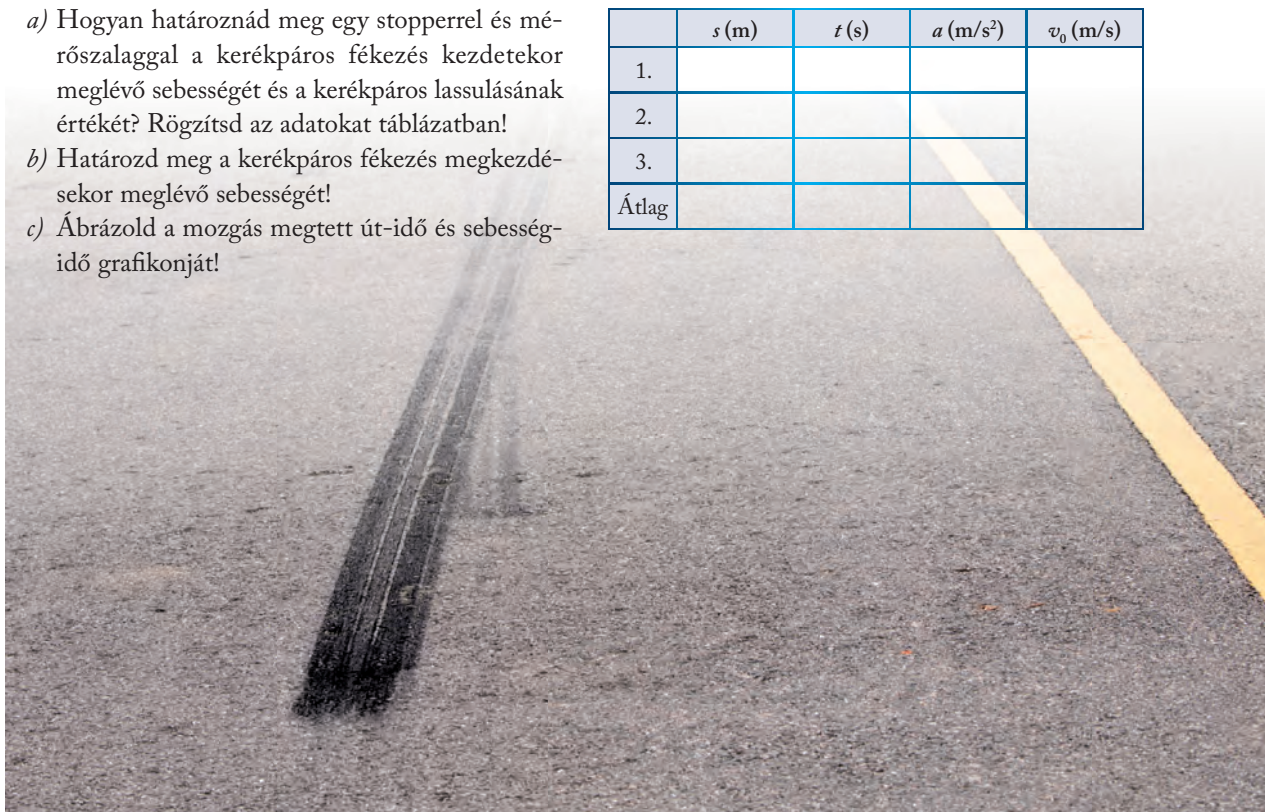 a) Hogyan határoznád meg egy stopperrel és mé-
rőszalaggal a kerékpáros fékezés kezdetekor
meglévő sebességét és a kerékpáros lassulásának
értékét? Rögzítsd az adatokat táblázatban!
b) Határozd meg a kerékpáros fékezés megkezdé-
sekor meglévő sebességét!
c) Ábrázold a mozgás megtett út-idő és sebesség-
idő grafikonját!
s (m) t (s) a (m/s²) v₀ (m/s)
1.
2.
3.
Átlag